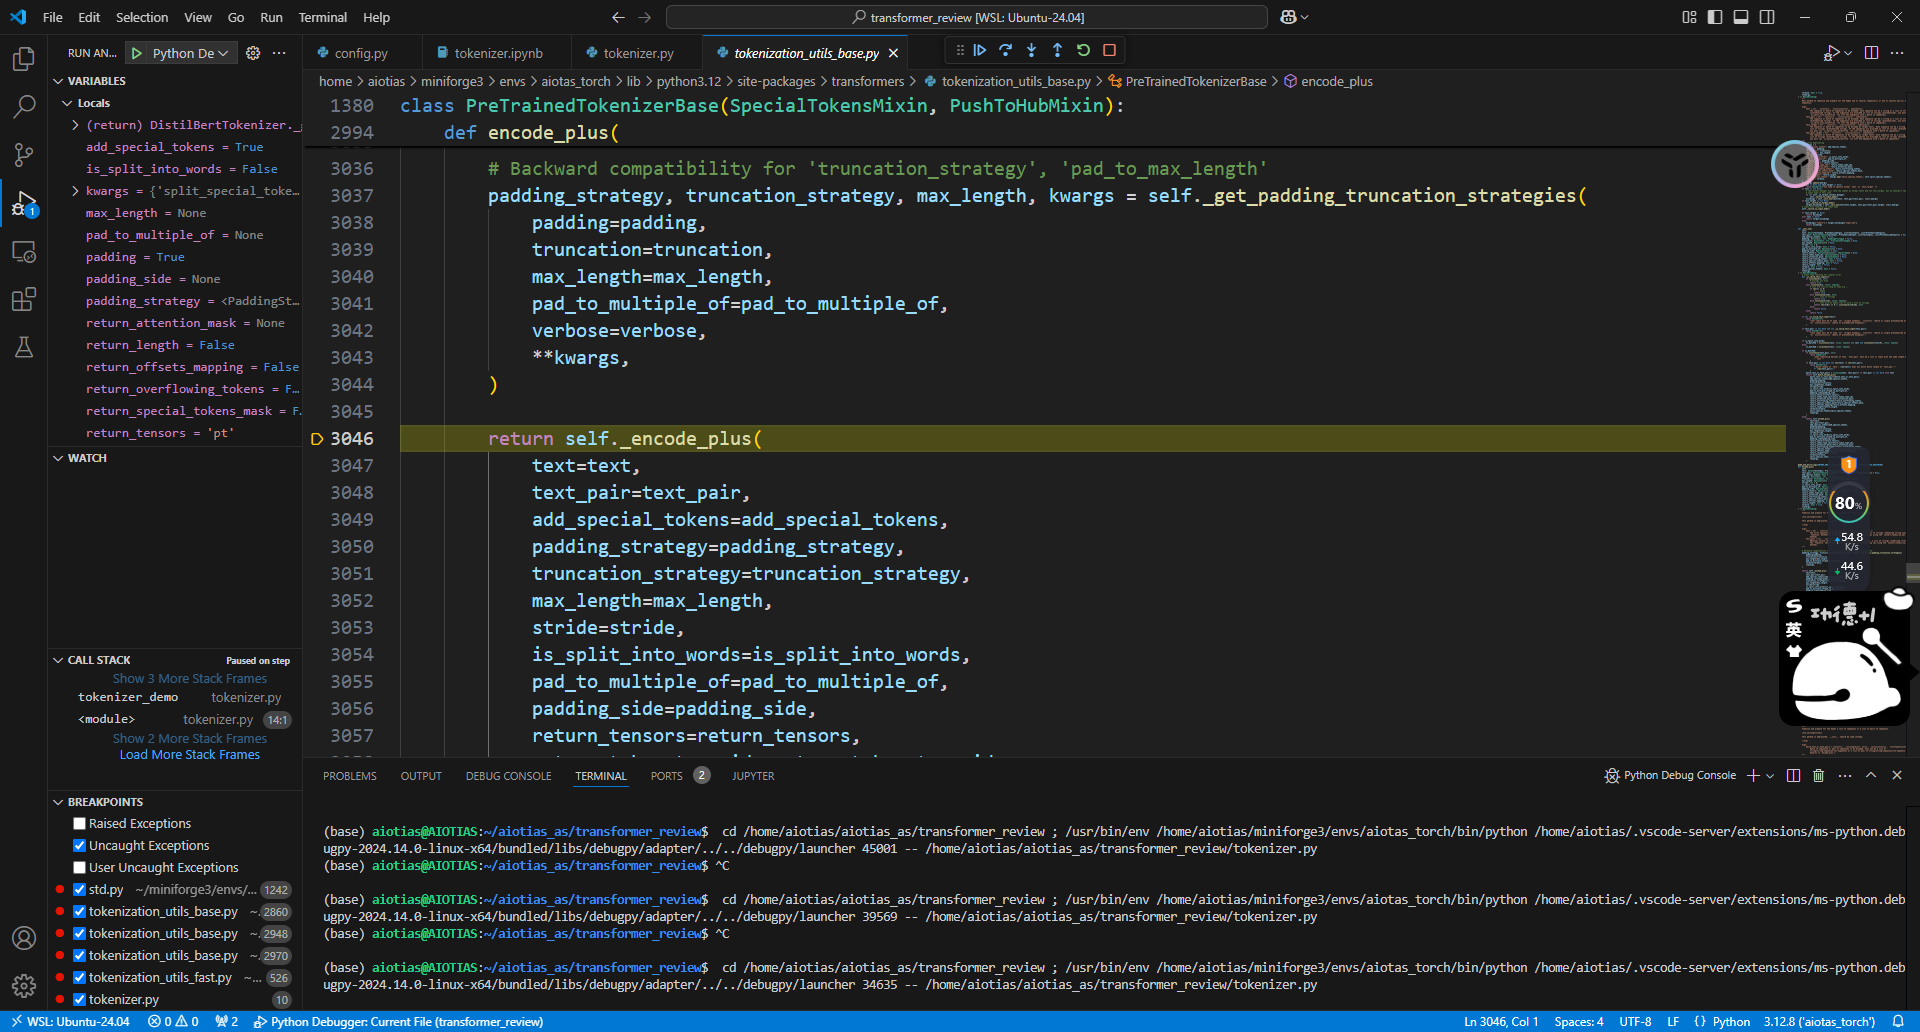 File Edit Selection View Go Run Terminal Help
transformer_review [WSL: Ubuntu-24.04]
RUN AN... Python De
config.py tokenizer.ipynb tokenizer.py tokenization_utils_base.py
home > aiotias > miniforge3 > envs > aiotas_torch > lib > python3.12 > site-packages > transformers > tokenization_utils_base.py > PreTrainedTokenizerBase > encode_plus
VARIABLES
Locals
(return) DistilBertTokenizer._
add_special_tokens = True
is_split_into_words = False
kwargs = {'split_special_toke...
max_length = None
pad_to_multiple_of = None
padding = True
padding_side = None
padding_strategy = <PaddingSt...
return_attention_mask = None
return_length = False
return_offsets_mapping = False
return_overflowing_tokens = F...
return_special_tokens_mask = F.
return_tensors = 'pt'
WATCH
CALL STACK Paused on step
Show 3 More Stack Frames
tokenizer_demo tokenizer.py
<module> tokenizer.py 14:1
Show 2 More Stack Frames
Load More Stack Frames
BREAKPOINTS
Raised Exceptions
Uncaught Exceptions
User Uncaught Exceptions
std.py ~/miniforge3/envs/... 1242
tokenization_utils_base.py ~. 2860
tokenization_utils_base.py ~. 2948
tokenization_utils_base.py ~. 2970
tokenization_utils_fast.py ~... 526
tokenizer.py 10
1
1380 class PreTrainedTokenizerBase(SpecialTokensMixin, PushToHubMixin):
2994 def encode_plus(
3036 # Backward compatibility for 'truncation_strategy', 'pad_to_max_length'
3037 padding_strategy, truncation_strategy, max_length, kwargs = self._get_padding_truncation_strategies(
3038 padding=padding,
3039 truncation=truncation,
3040 max_length=max_length,
3041 pad_to_multiple_of=pad_to_multiple_of,
3042 verbose=verbose,
3043 **kwargs,
3044 )
3045
3046 return self._encode_plus(
3047 text=text,
3048 text_pair=text_pair,
3049 add_special_tokens=add_special_tokens,
3050 padding_strategy=padding_strategy,
3051 truncation_strategy=truncation_strategy,
3052 max_length=max_length,
3053 stride=stride,
3054 is_split_into_words=is_split_into_words,
3055 pad_to_multiple_of=pad_to_multiple_of,
3056 padding_side=padding_side,
3057 return_tensors=return_tensors,
1
80%
54.8
K/s
44.6
K/s
功德+1
S
英
PROBLEMS OUTPUT DEBUG CONSOLE TERMINAL PORTS 2 JUPYTER
Python Debug Console
(base) aiotias@AIOTIAS:~/aiotias_as/transformer_review$ cd /home/aiotias/aiotias_as/transformer_review ; /usr/bin/env /home/aiotias/miniforge3/envs/aiotas_torch/bin/python /home/aiotias/.vscode-server/extensions/ms-python.deb
ugpy-2024.14.0-linux-x64/bundled/libs/debugpy/adapter/../../debugpy/launcher 45001 -- /home/aiotias/aiotias_as/transformer_review/tokenizer.py
(base) aiotias@AIOTIAS:~/aiotias_as/transformer_review$ ^C
(base) aiotias@AIOTIAS:~/aiotias_as/transformer_review$ cd /home/aiotias/aiotias_as/transformer_review ; /usr/bin/env /home/aiotias/miniforge3/envs/aiotas_torch/bin/python /home/aiotias/.vscode-server/extensions/ms-python.deb
ugpy-2024.14.0-linux-x64/bundled/libs/debugpy/adapter/../../debugpy/launcher 39569 -- /home/aiotias/aiotias_as/transformer_review/tokenizer.py
(base) aiotias@AIOTIAS:~/aiotias_as/transformer_review$ ^C
(base) aiotias@AIOTIAS:~/aiotias_as/transformer_review$ cd /home/aiotias/aiotias_as/transformer_review ; /usr/bin/env /home/aiotias/miniforge3/envs/aiotas_torch/bin/python /home/aiotias/.vscode-server/extensions/ms-python.deb
ugpy-2024.14.0-linux-x64/bundled/libs/debugpy/adapter/../../debugpy/launcher 34635 -- /home/aiotias/aiotias_as/transformer_review/tokenizer.py
WSL: Ubuntu-24.04 0 0 2 Python Debugger: Current File (transformer_review) Ln 3046, Col 1 Spaces: 4 UTF-8 LF {} Python 3.12.8 ('aiotas_torch')